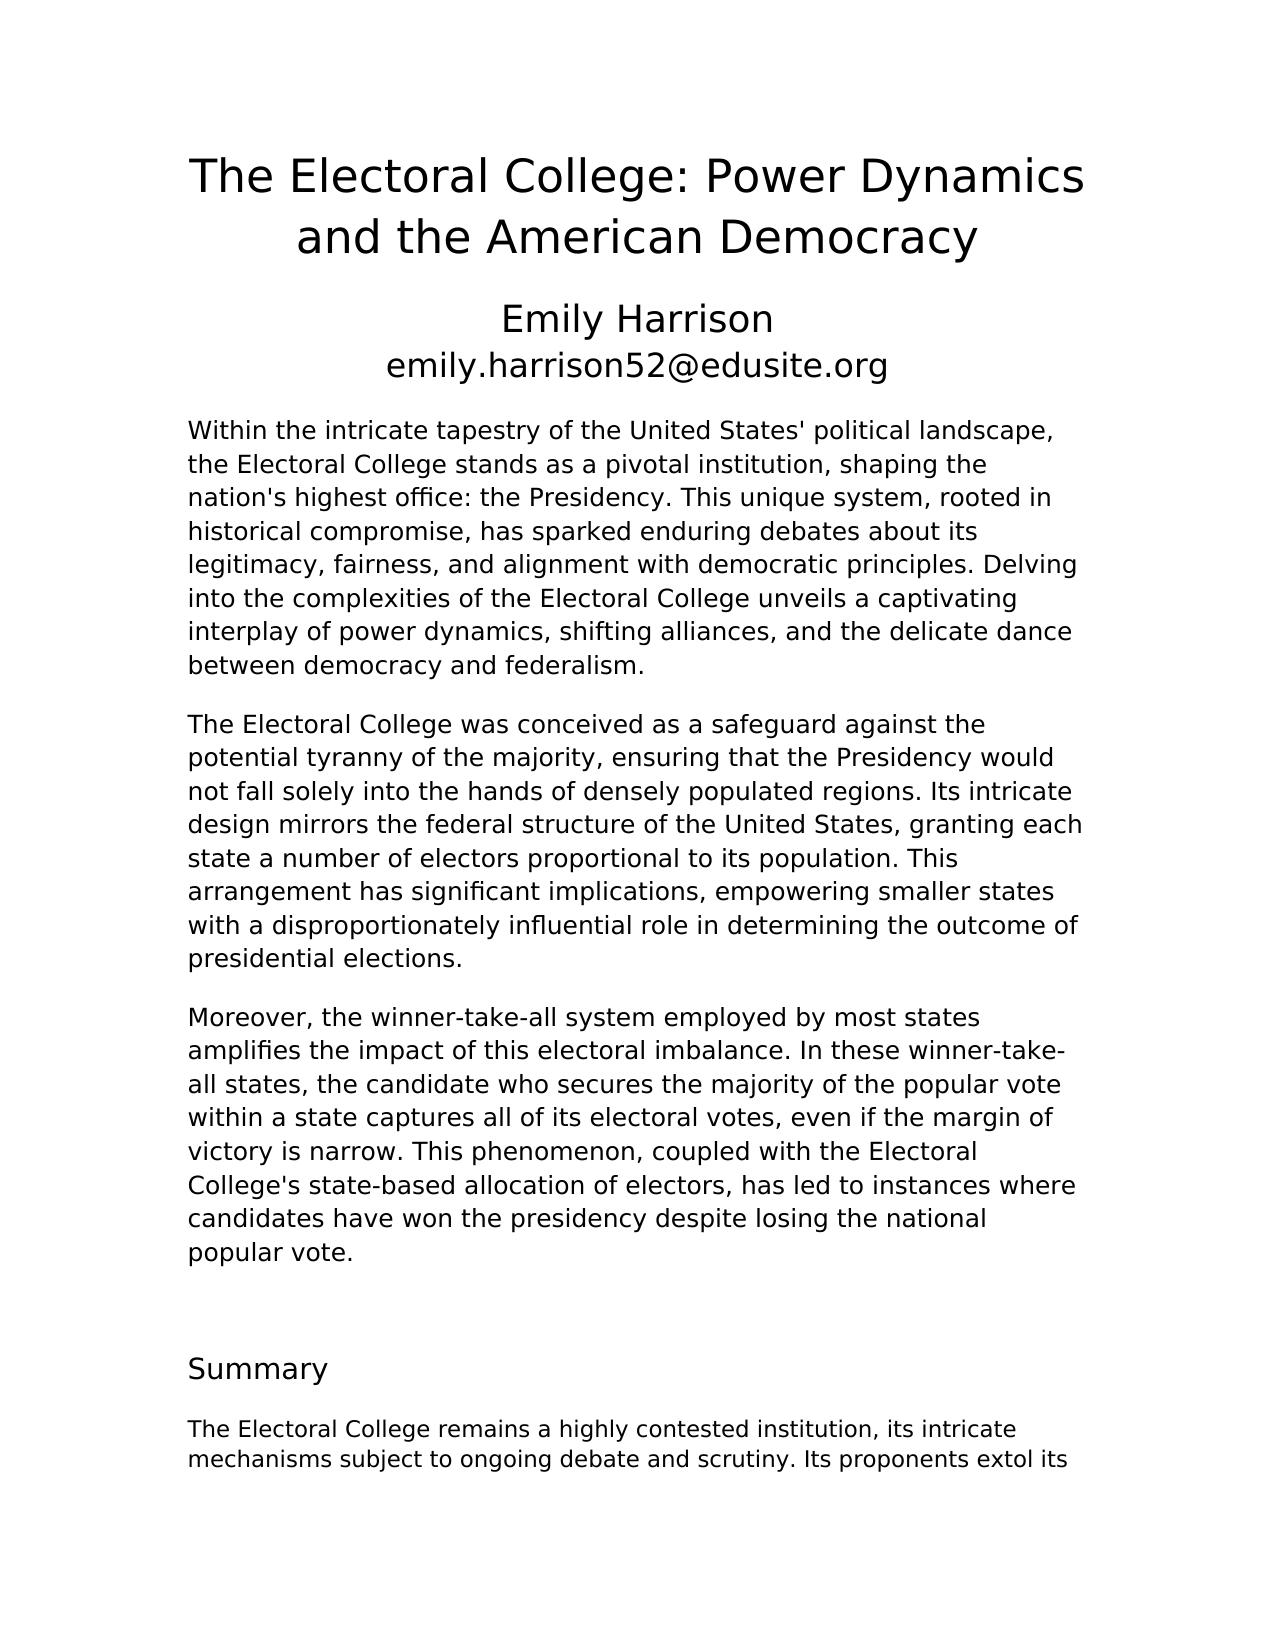 The Electoral College: Power Dynamics
and the American Democracy
Emily Harrison
emily.harrison52@edusite.org
Within the intricate tapestry of the United States' political landscape,
the Electoral College stands as a pivotal institution, shaping the
nation's highest office: the Presidency. This unique system, rooted in
historical compromise, has sparked enduring debates about its
legitimacy, fairness, and alignment with democratic principles. Delving
into the complexities of the Electoral College unveils a captivating
interplay of power dynamics, shifting alliances, and the delicate dance
between democracy and federalism.
The Electoral College was conceived as a safeguard against the
potential tyranny of the majority, ensuring that the Presidency would
not fall solely into the hands of densely populated regions. Its intricate
design mirrors the federal structure of the United States, granting each
state a number of electors proportional to its population. This
arrangement has significant implications, empowering smaller states
with a disproportionately influential role in determining the outcome of
presidential elections.
Moreover, the winner-take-all system employed by most states
amplifies the impact of this electoral imbalance. In these winner-take-
all states, the candidate who secures the majority of the popular vote
within a state captures all of its electoral votes, even if the margin of
victory is narrow. This phenomenon, coupled with the Electoral
College's state-based allocation of electors, has led to instances where
candidates have won the presidency despite losing the national
popular vote.
Summary
The Electoral College remains a highly contested institution, its intricate
mechanisms subject to ongoing debate and scrutiny. Its proponents extol its